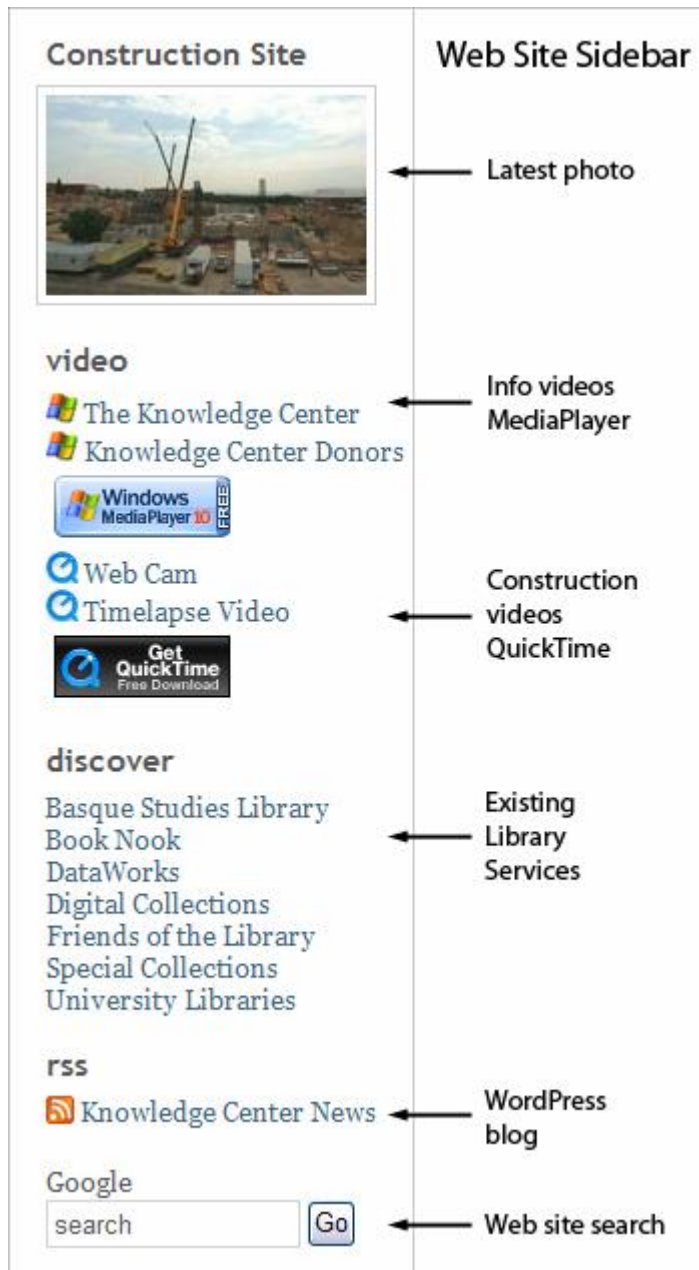 Construction Site
Web Site Sidebar
Latest photo
video
The Knowledge Center
Knowledge Center Donors
Info videos
MediaPlayer
Windows
MediaPlayer 10
FREE
Web Cam
Timelapse Video
Get
QuickTime
Free Download
Construction
videos
QuickTime
discover
Basque Studies Library
Book Nook
DataWorks
Digital Collections
Friends of the Library
Special Collections
University Libraries
Existing
Library
Services
rss
Knowledge Center News
WordPress
blog
Google
search
Go
Web site search